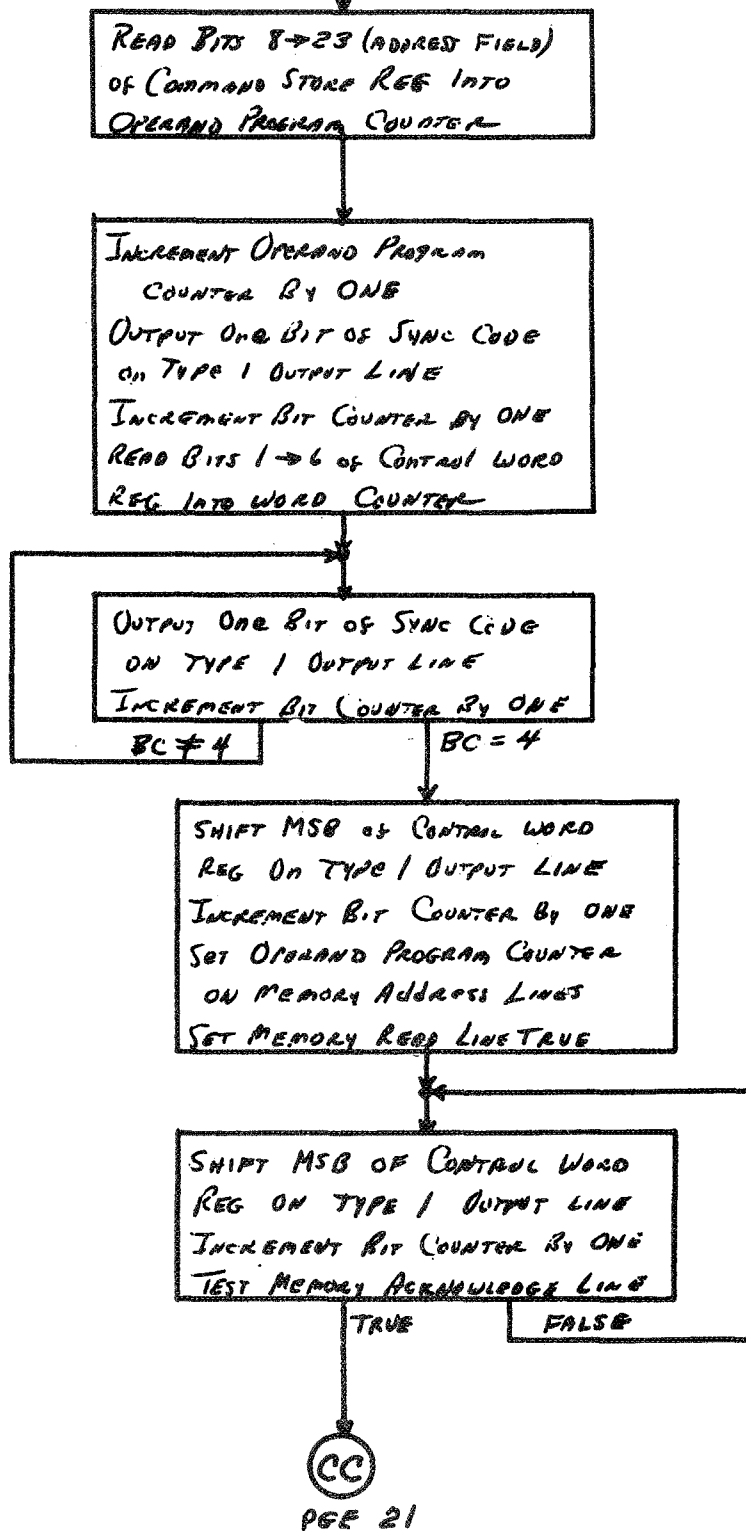 READ BITS 8→23 (ADDRESS FIELD)
OF COMMAND STORE REG INTO
OPERAND PROGRAM COUNTER
INCREMENT OPERAND PROGRAM
COUNTER BY ONE
OUTPUT ONE BIT OF SYNC CODE
ON TYPE 1 OUTPUT LINE
INCREMENT BIT COUNTER BY ONE
READ BITS 1→6 OF CONTROL WORD
REG INTO WORD COUNTER
OUTPUT ONE BIT OF SYNC CODE
ON TYPE 1 OUTPUT LINE
INCREMENT BIT COUNTER BY ONE
BC ≠ 4 BC = 4
SHIFT MSB OF CONTROL WORD
REG ON TYPE 1 OUTPUT LINE
INCREMENT BIT COUNTER BY ONE
SET OPERAND PROGRAM COUNTER
ON MEMORY ADDRESS LINES
SET MEMORY READ LINE TRUE
SHIFT MSB OF CONTROL WORD
REG ON TYPE 1 OUTPUT LINE
INCREMENT BIT COUNTER BY ONE
TEST MEMORY ACKNOWLEDGE LINE
TRUE FALSE
CC
PGE 21